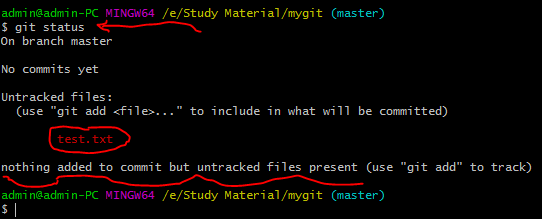 admin@admin-PC MINGW64 /e/Study Material/mygit (master)
$ git status
On branch master
No commits yet
Untracked files:
(use "git add <file>..." to include in what will be committed)
test.txt
nothing added to commit but untracked files present (use "git add" to track)
admin@admin-PC MINGW64 /e/Study Material/mygit (master)
$